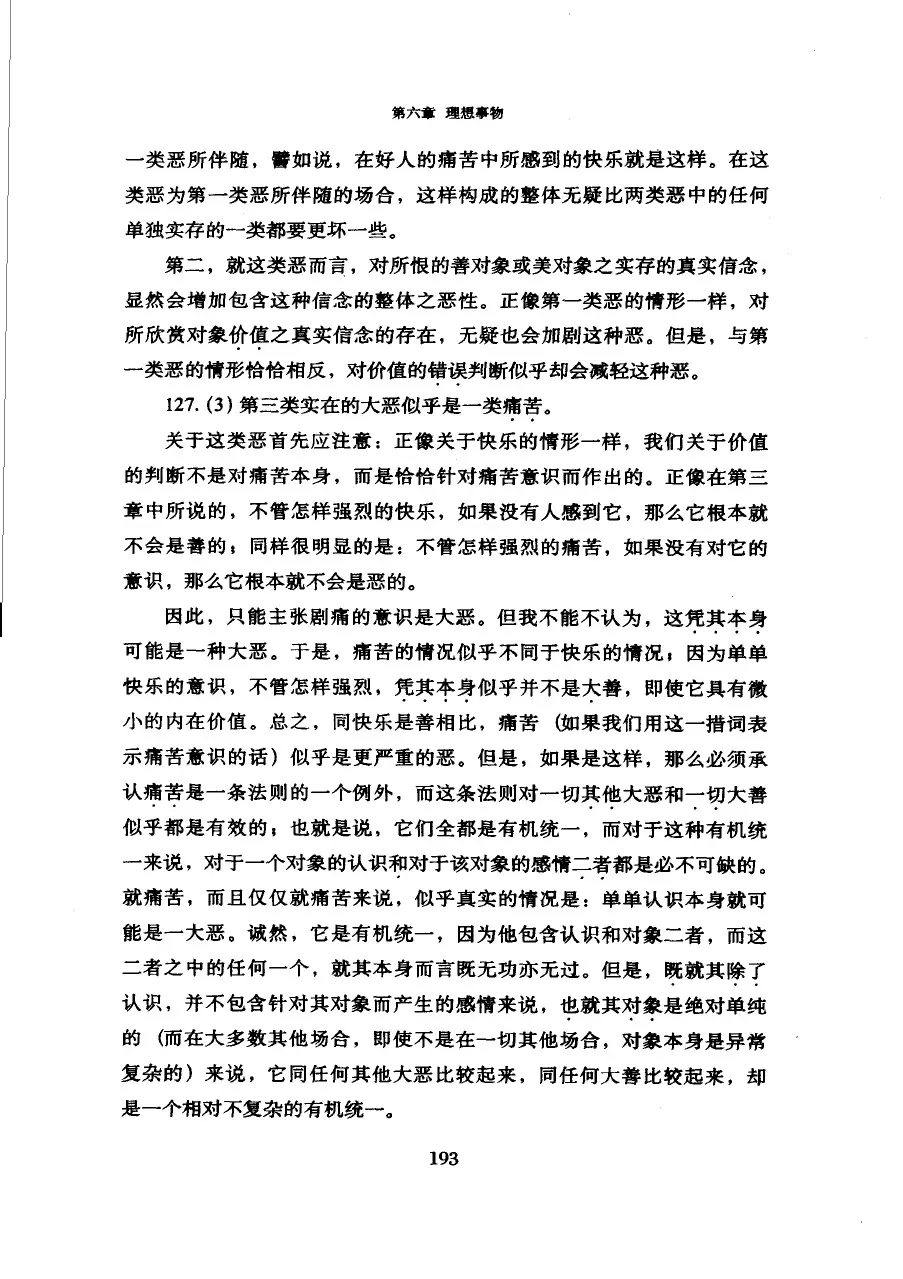 第六章 理想事物
一类恶所伴随，譬如说，在好人的痛苦中所感到的快乐就是这样。在这
类恶为第一类恶所伴随的场合，这样构成的整体无疑比两类恶中的任何
单独实存的一类都要更坏一些。
第二，就这类恶而言，对所恨的善对象或美对象之实存的真实信念，
显然会增加包含这种信念的整体之恶性。正像第一类恶的情形一样，对
所欣赏对象价值之真实信念的存在，无疑也会加剧这种恶。但是，与第
一类恶的情形恰恰相反，对价值的错误判断似乎却会减轻这种恶。
127. (3) 第三类实在的大恶似乎是一类痛苦。
关于这类恶首先应注意：正像关于快乐的情形一样，我们关于价值
的判断不是对痛苦本身，而是恰恰针对痛苦意识而作出的。正像在第三
章中所说的，不管怎样强烈的快乐，如果没有人感到它，那么它根本就
不会是善的；同样很明显的是：不管怎样强烈的痛苦，如果没有对它的
意识，那么它根本就不会是恶的。
因此，只能主张剧痛的意识是大恶。但我不能不认为，这凭其本身
可能是一种大恶。于是，痛苦的情况似乎不同于快乐的情况；因为单单
快乐的意识，不管怎样强烈，凭其本身似乎并不是大善，即使它具有微
小的内在价值。总之，同快乐是善相比，痛苦（如果我们用这一措词表
示痛苦意识的话）似乎是更严重的恶。但是，如果是这样，那么必须承
认痛苦是一条法则的一个例外，而这条法则对一切其他大恶和一切大善
似乎都是有效的；也就是说，它们全都是有机统一，而对于这种有机统
一来说，对于一个对象的认识和对于该对象的感情二者都是必不可缺的。
就痛苦，而且仅仅就痛苦来说，似乎真实的情况是：单单认识本身就可
能是一大恶。诚然，它是有机统一，因为他包含认识和对象二者，而这
二者之中的任何一个，就其本身而言既无功亦无过。但是，既就其除了
认识，并不包含针对其对象而产生的感情来说，也就其对象是绝对单纯
的（而在大多数其他场合，即使不是在一切其他场合，对象本身是异常
复杂的）来说，它同任何其他大恶比较起来，同任何大善比较起来，却
是一个相对不复杂的有机统一。
193